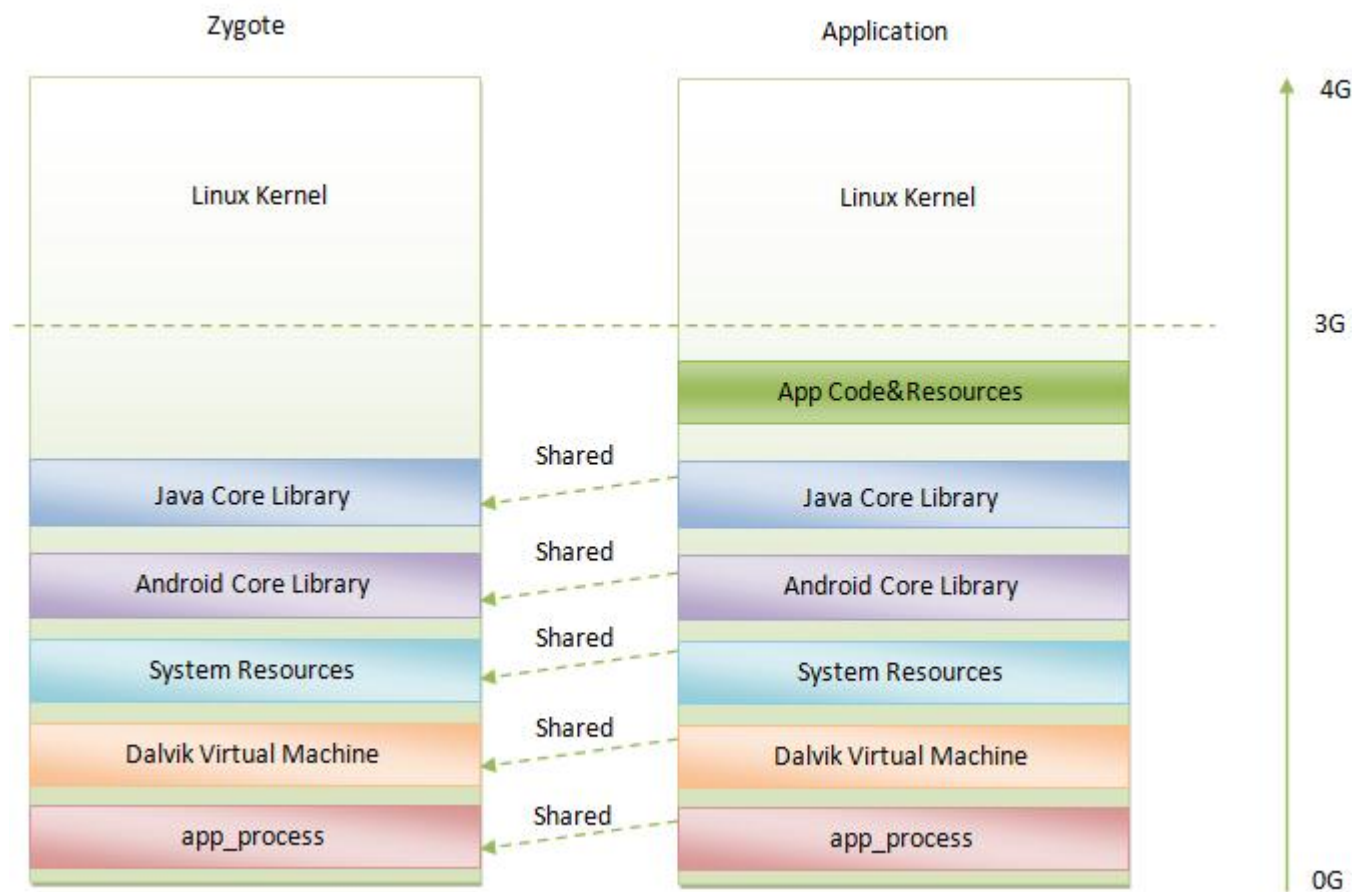 Zygote
Application
4G
Linux Kernel
Linux Kernel
3G
App Code&Resources
Shared
Java Core Library
Java Core Library
Shared
Android Core Library
Android Core Library
Shared
System Resources
System Resources
Shared
Dalvik Virtual Machine
Dalvik Virtual Machine
Shared
app_process
app_process
0G